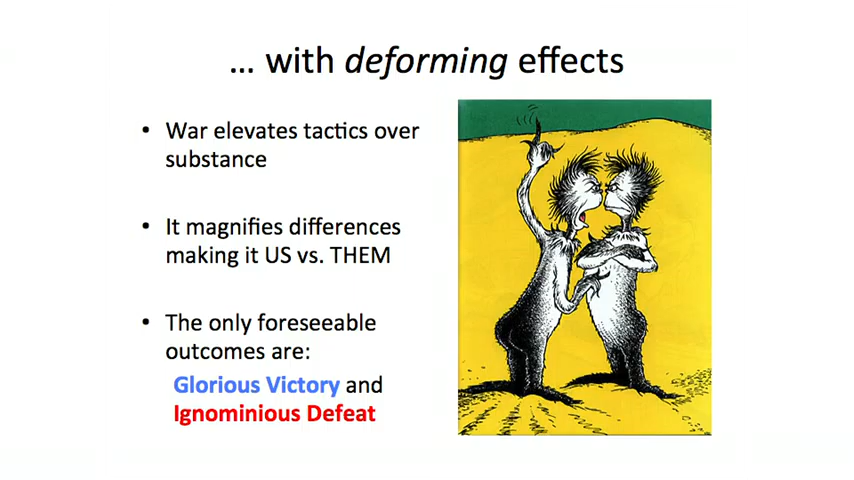 … with deforming effects
• War elevates tactics over
substance
• It magnifies differences
making it US vs. THEM
• The only foreseeable
outcomes are:
Glorious Victory and
Ignominious Defeat